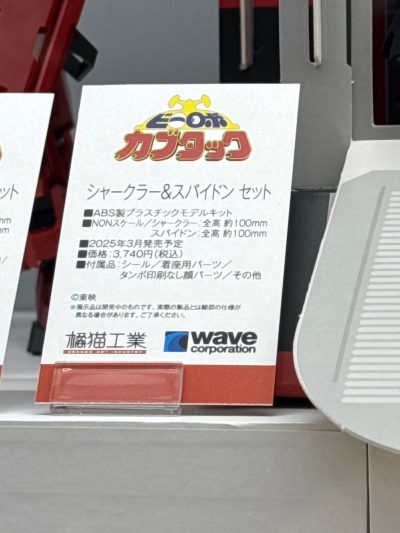 ビーロボ
カブタック
シャークラー&スパイドン セット
■ABS製プラスチックモデルキット
■NONスケール/シャークラー:全高 約100mm
スパイドン:全高 約100mm
■2025年3月発売予定
■価格:3,740円(税込)
■付属品:シール/着座用パーツ/
タンポ印刷なし顔パーツ/その他
©東映
※展示品は開発中のものです。実際の製品とは細部の仕様が
異なる場合があります。ご了承ください。
橘猫工業
wave
corporation
ット
mm
mm